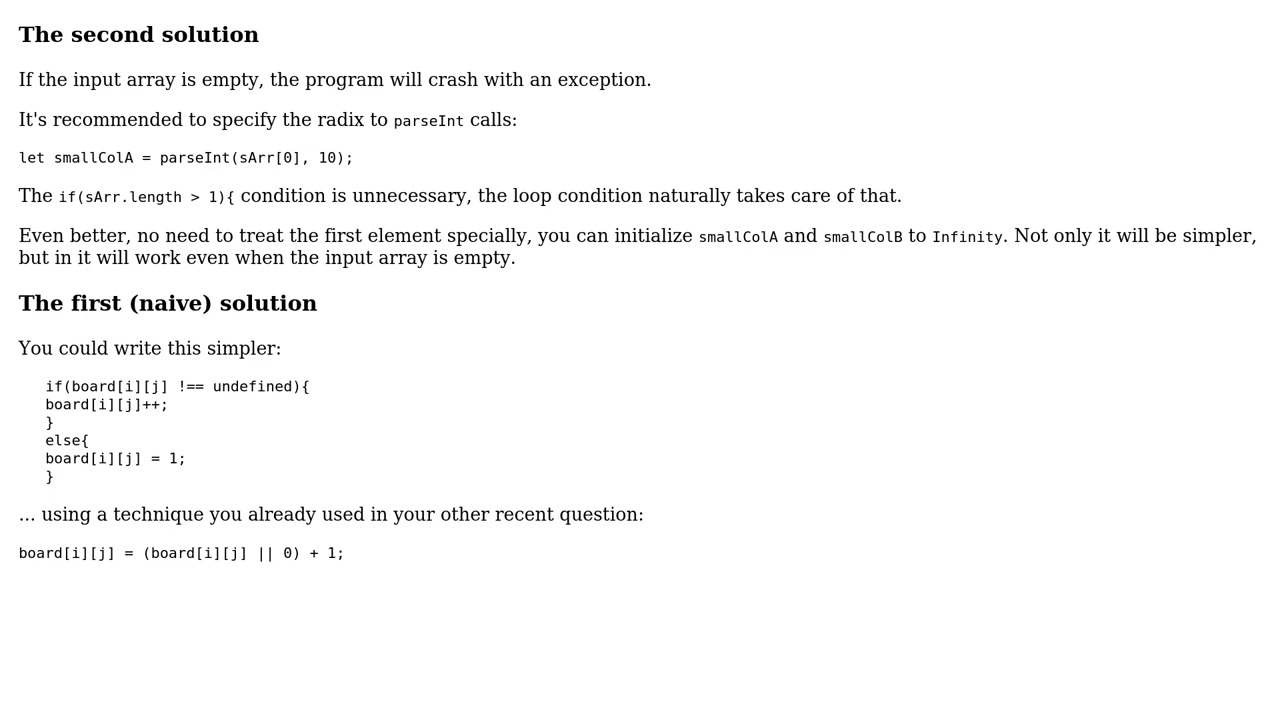 The second solution
If the input array is empty, the program will crash with an exception.
It's recommended to specify the radix to parseInt calls:
let smallColA = parseInt(sArr[0], 10);
The if(sArr.length > 1){ condition is unnecessary, the loop condition naturally takes care of that.
Even better, no need to treat the first element specially, you can initialize smallColA and smallColB to Infinity. Not only it will be simpler,
but in it will work even when the input array is empty.
The first (naive) solution
You could write this simpler:
if(board[i][j] !== undefined){
board[i][j]++;
}
else{
board[i][j] = 1;
}
... using a technique you already used in your other recent question:
board[i][j] = (board[i][j] || 0) + 1;